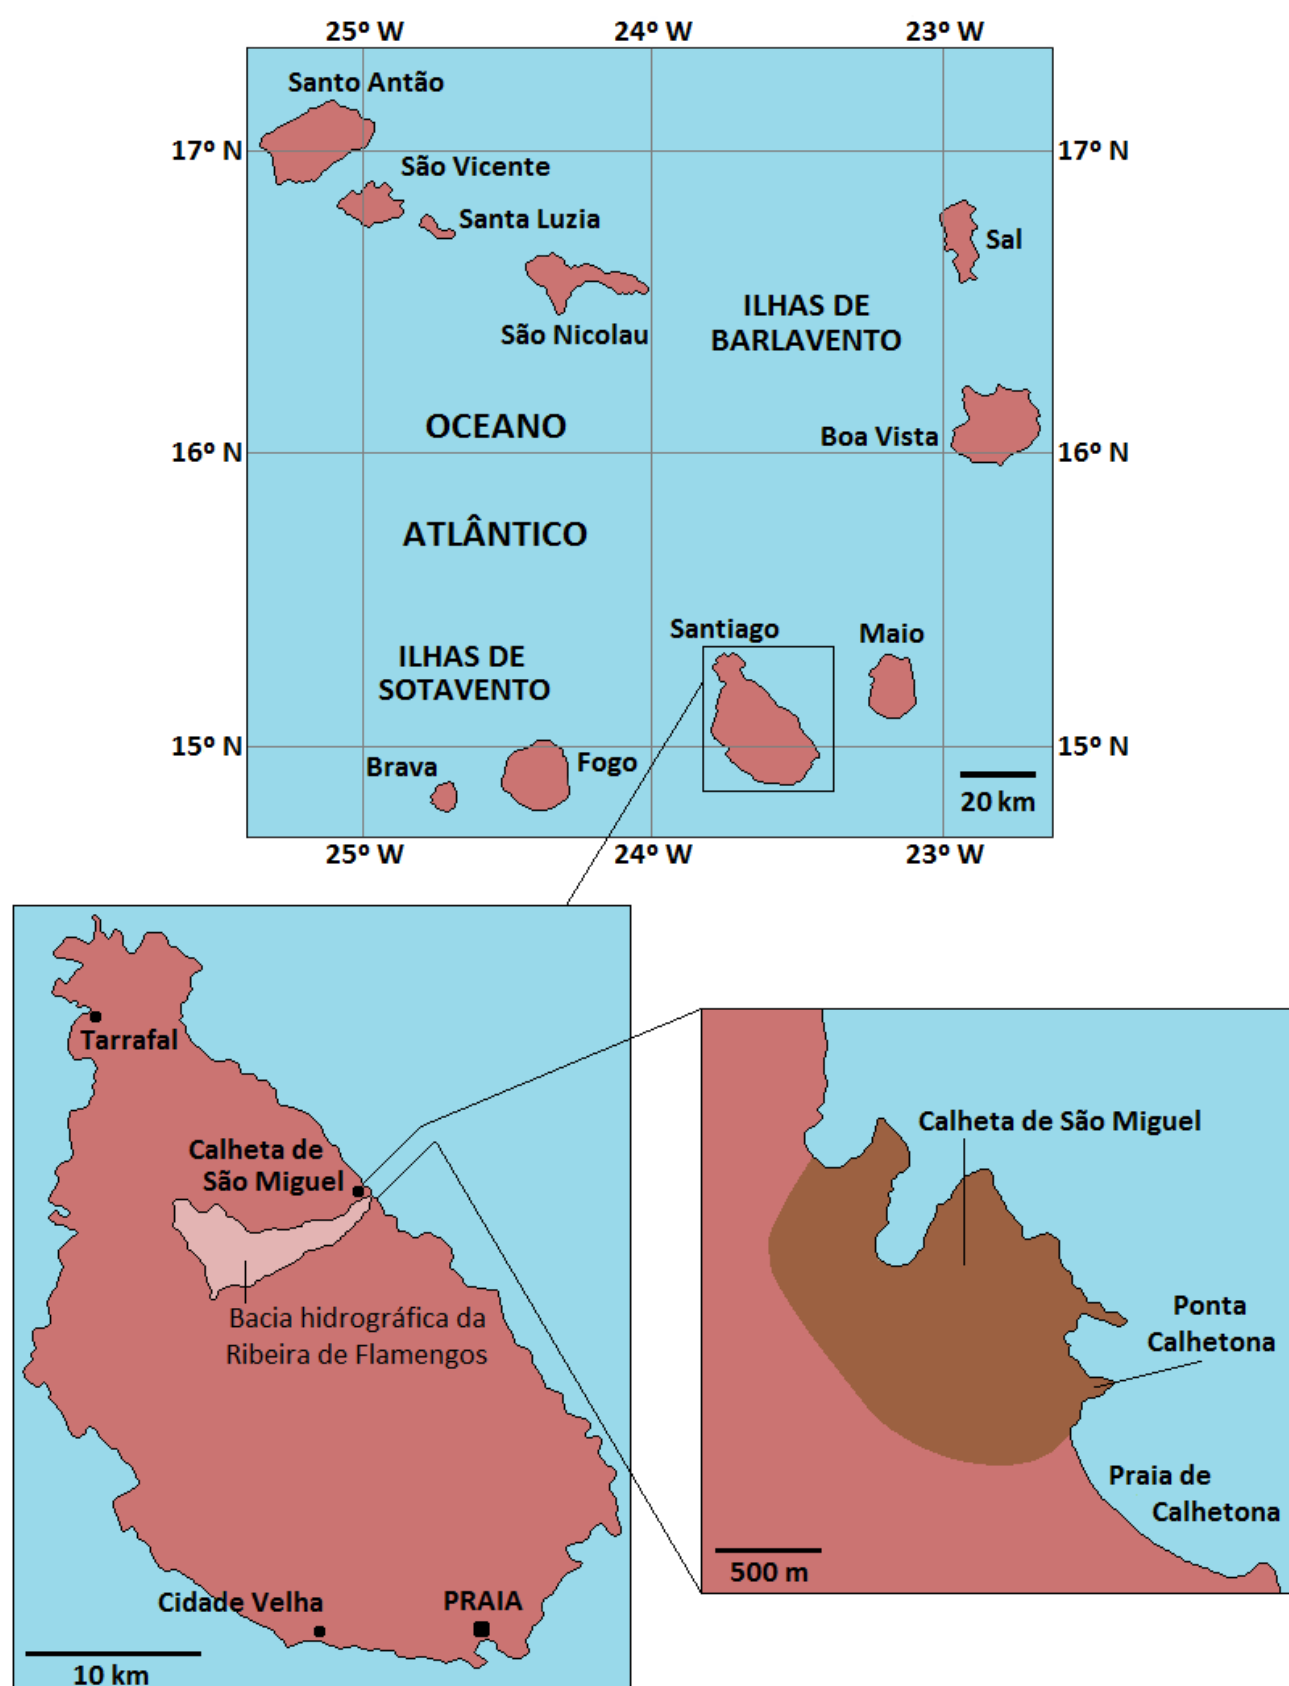 25º W
24º W
23º W
Santo Antão
17º N
17º N
São Vicente
Santa Luzia
Sal
São Nicolau
ILHAS DE
BARLAVENTO
OCEANO
Boa Vista
16º N
16º N
ATLÂNTICO
Santiago
Maio
ILHAS DE
SOTAVENTO
15º N
15º N
Brava
Fogo
20 km
25º W
24º W
23º W
Tarrafal
Calheta de
São Miguel
Bacia hidrográfica da
Ribeira de Flamengos
Cidade Velha
PRAIA
10 km
Calheta de São Miguel
Ponta
Calhetona
Praia de
Calhetona
500 m